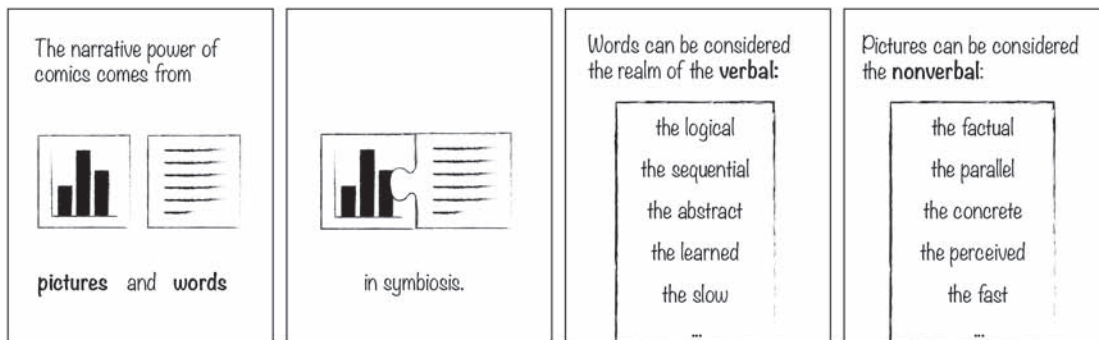 The narrative power of
comics comes from
pictures and words
in symbiosis.
Words can be considered
the realm of the verbal:
the logical
the sequential
the abstract
the learned
the slow
...
Pictures can be considered
the nonverbal:
the factual
the parallel
the concrete
the perceived
the fast
...